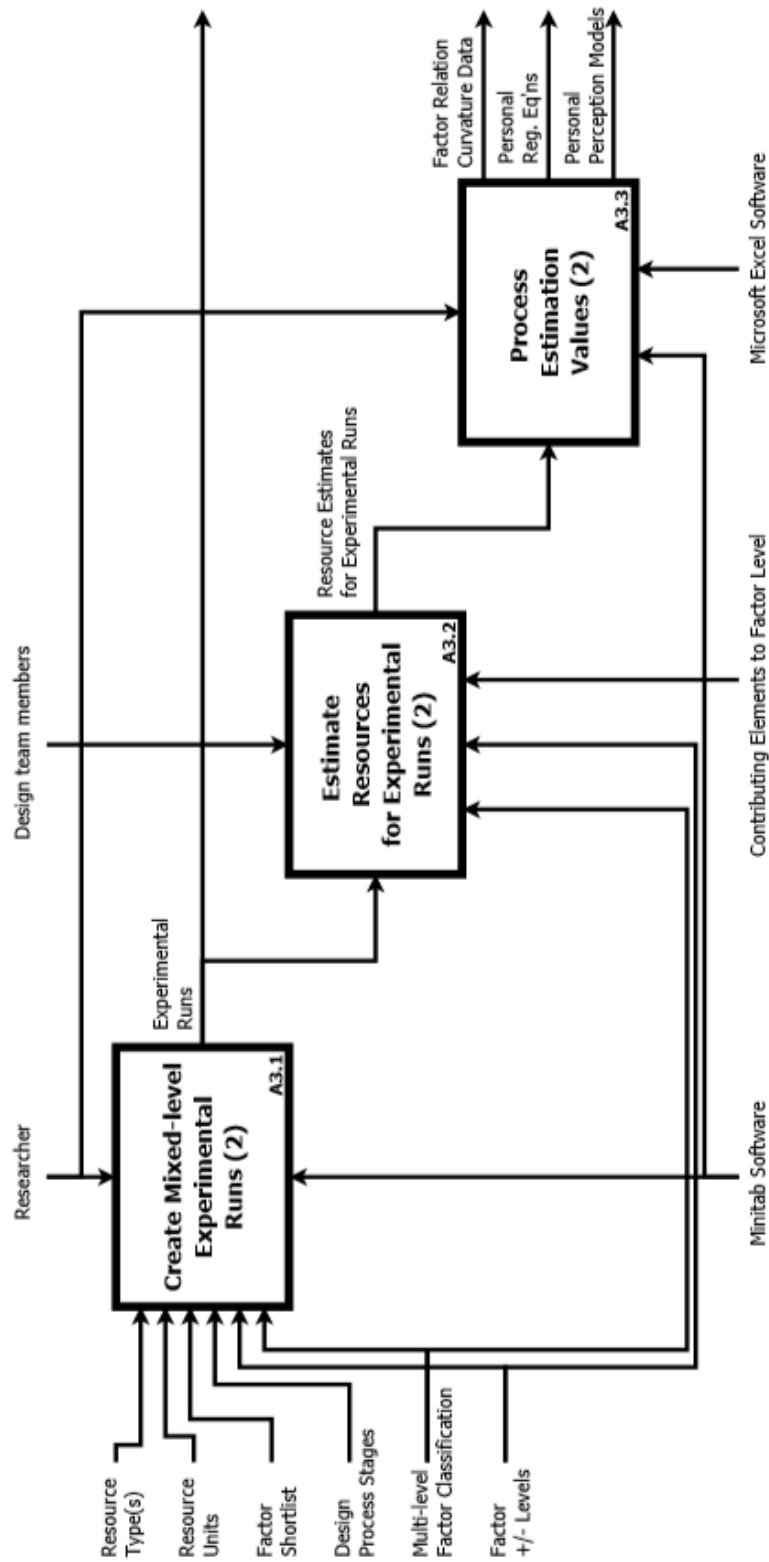 Researcher
Design team members
Resource
Type(s)
Resource
Units
Factor
Shortlist
Design
Process Stages
Multi-level
Factor Classification
Factor
+/- Levels
Create Mixed-level
Experimental
Runs (2)
A3.1
Experimental
Runs
Estimate
Resources
for Experimental
Runs (2)
A3.2
Resource Estimates
for Experimental Runs
Process
Estimation
Values (2)
A3.3
Factor Relation
Curvature Data
Personal
Reg. Eq'ns
Personal
Perception Models
Minitab Software
Contributing Elements to Factor Level
Microsoft Excel Software